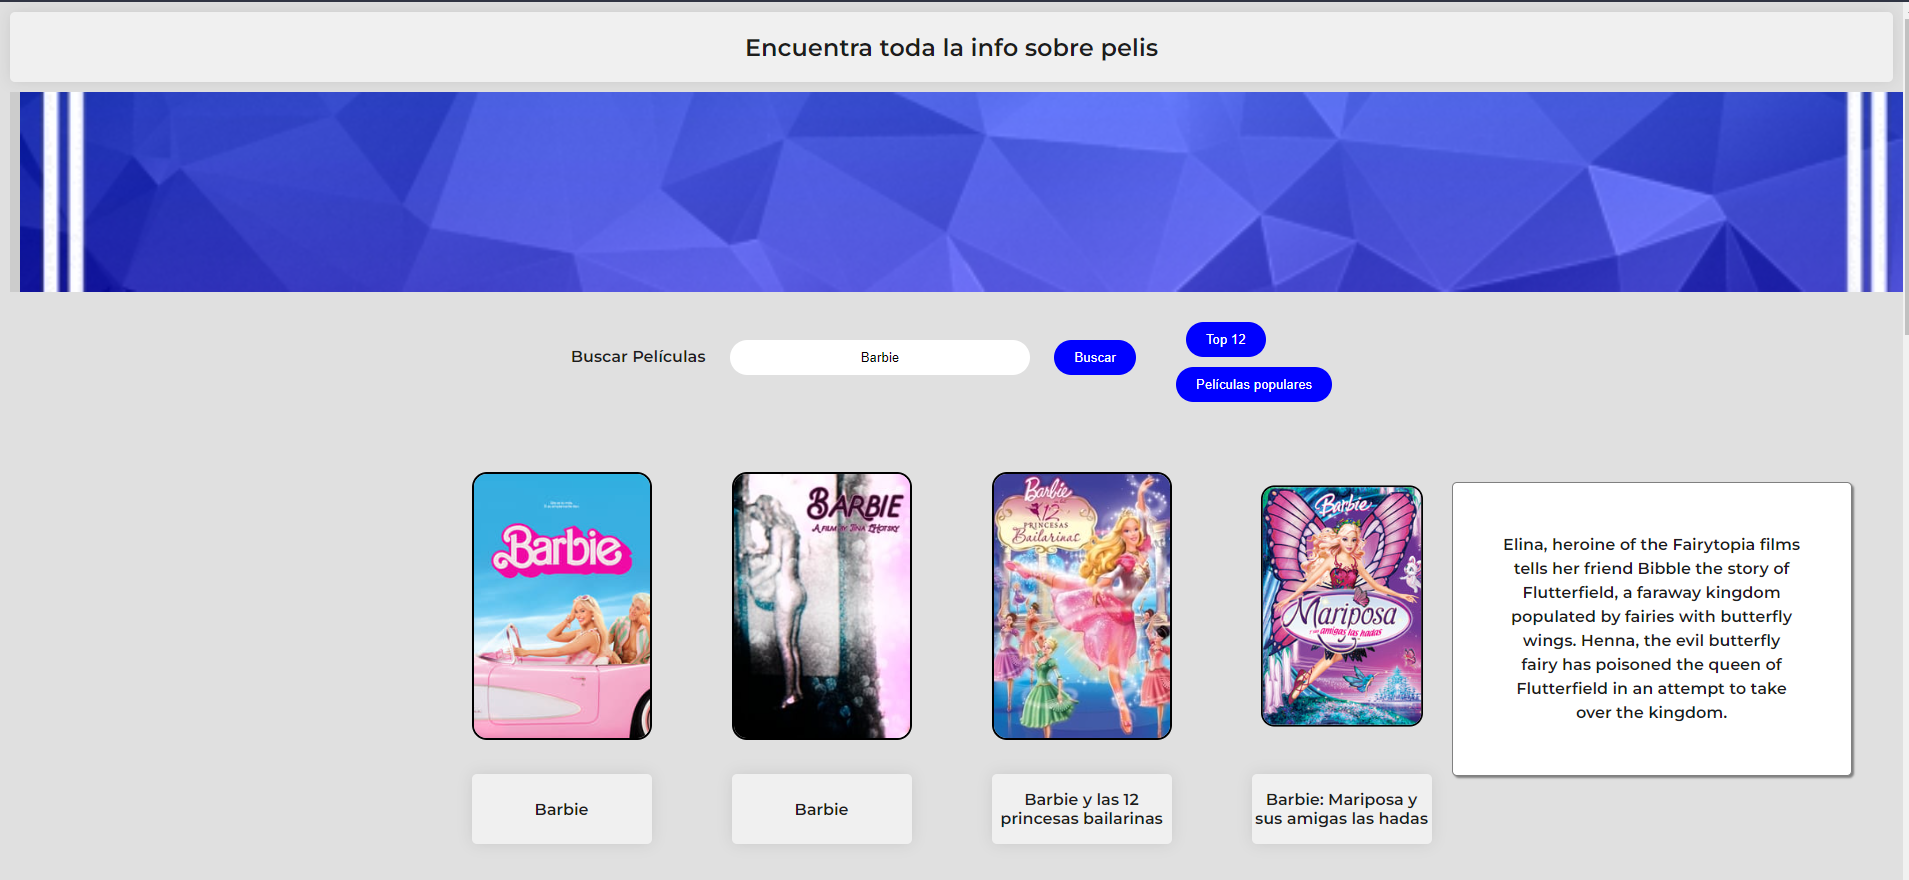 Encuentra toda la info sobre pelis
Buscar Películas
Barbie
Buscar
Top 12
Películas populares
Barbie
BARBIE
A FILM BY TINA L'HOTSKY
Barbie
12
PRINCESAS
Bailarinas
Barbie
Mariposa
y sus amigas las hadas
Elina, heroine of the Fairytopia films
tells her friend Bibble the story of
Flutterfield, a faraway kingdom
populated by fairies with butterfly
wings. Henna, the evil butterfly
fairy has poisoned the queen of
Flutterfield in an attempt to take
over the kingdom.
Barbie
Barbie
Barbie y las 12
princesas bailarinas
Barbie: Mariposa y
sus amigas las hadas